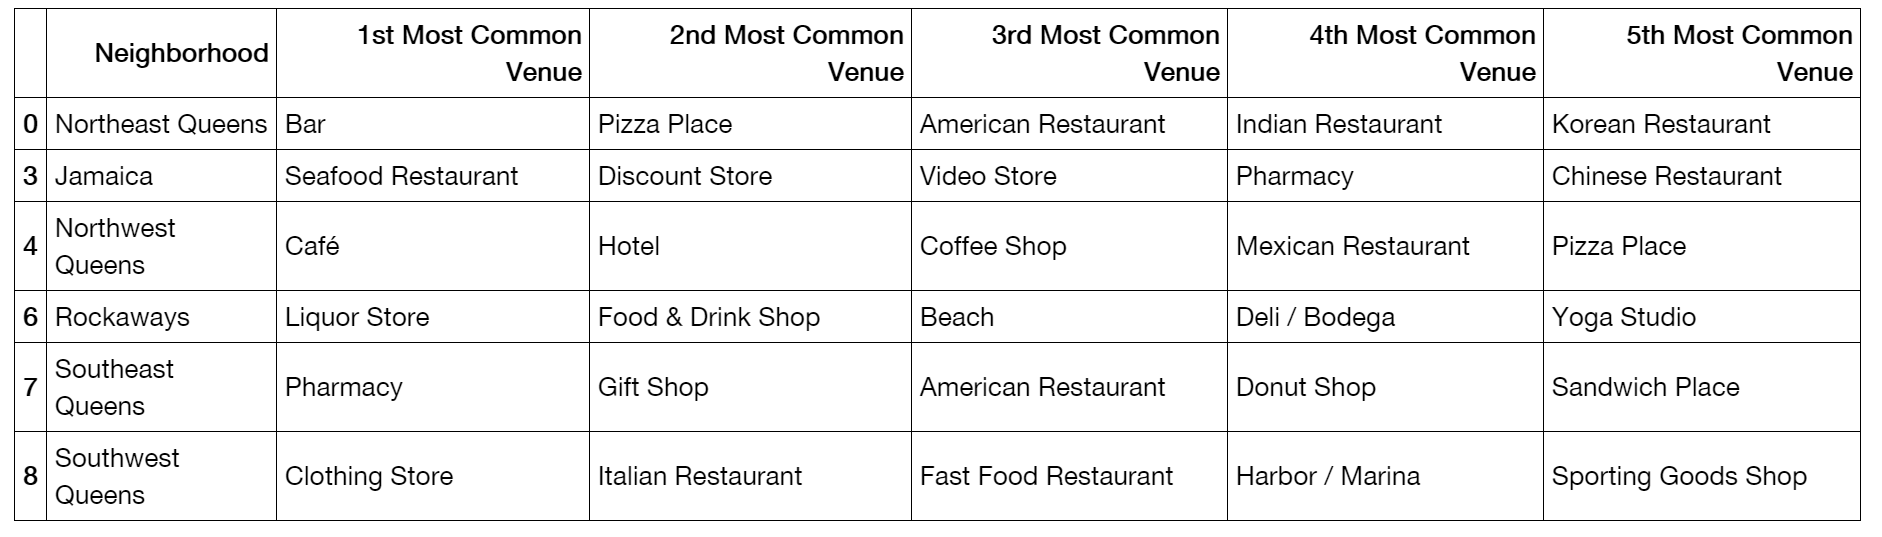 Neighborhood 1st Most Common Venue 2nd Most Common Venue 3rd Most Common Venue 4th Most Common Venue 5th Most Common Venue
0 Northeast Queens Bar Pizza Place American Restaurant Indian Restaurant Korean Restaurant
3 Jamaica Seafood Restaurant Discount Store Video Store Pharmacy Chinese Restaurant
4 Northwest Queens Café Hotel Coffee Shop Mexican Restaurant Pizza Place
6 Rockaways Liquor Store Food & Drink Shop Beach Deli / Bodega Yoga Studio
7 Southeast Queens Pharmacy Gift Shop American Restaurant Donut Shop Sandwich Place
8 Southwest Queens Clothing Store Italian Restaurant Fast Food Restaurant Harbor / Marina Sporting Goods Shop